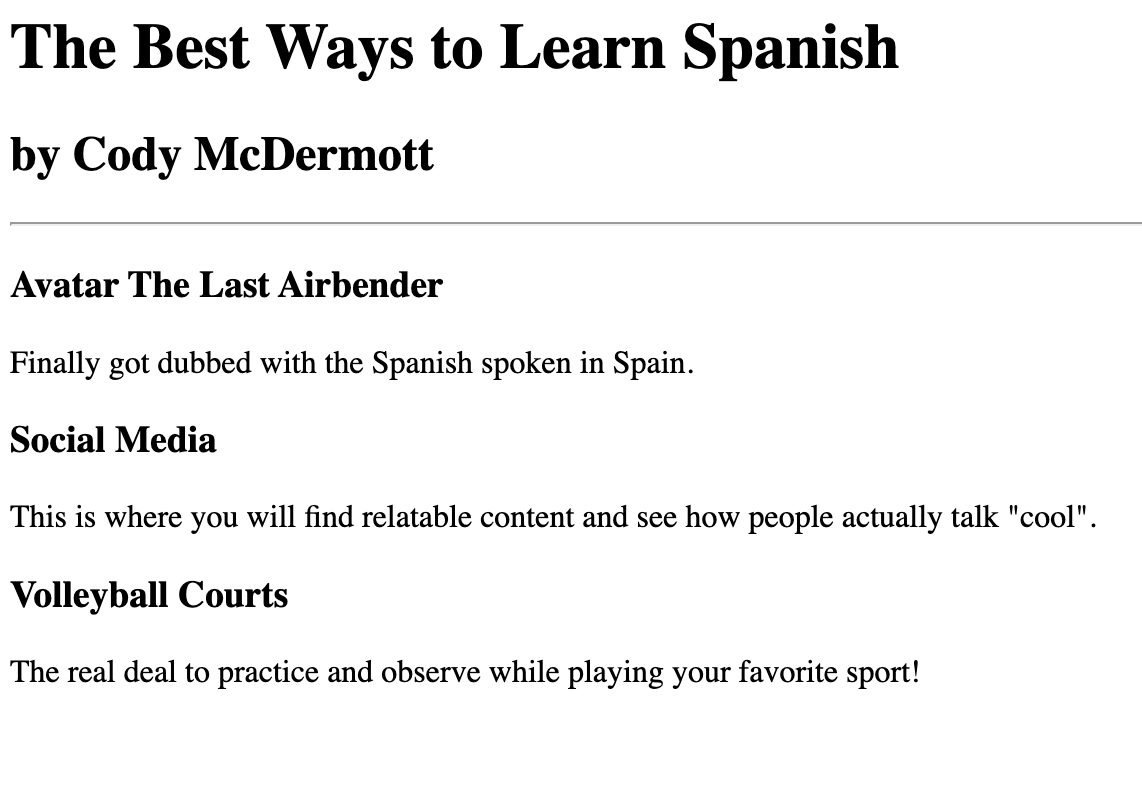 The Best Ways to Learn Spanish
by Cody McDermott
Avatar The Last Airbender
Finally got dubbed with the Spanish spoken in Spain.
Social Media
This is where you will find relatable content and see how people actually talk "cool".
Volleyball Courts
The real deal to practice and observe while playing your favorite sport!